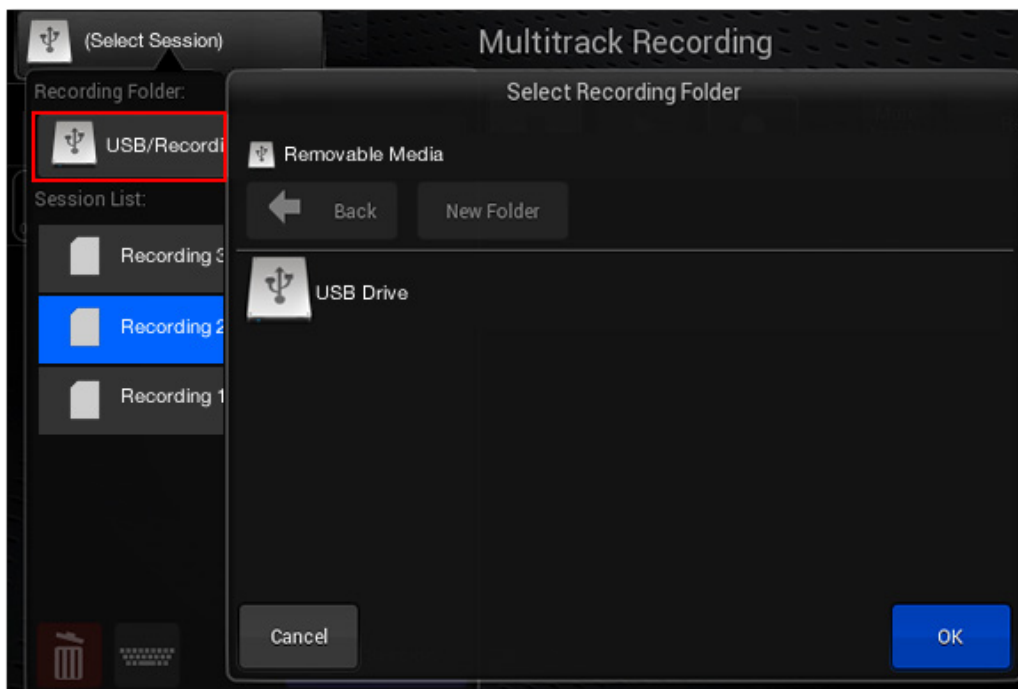 (Select Session)
Multitrack Recording
Recording Folder:
Select Recording Folder
USB/Recordi
Removable Media
Session List:
Back
New Folder
Recording 3
USB Drive
Recording 2
Recording 1
Cancel
OK